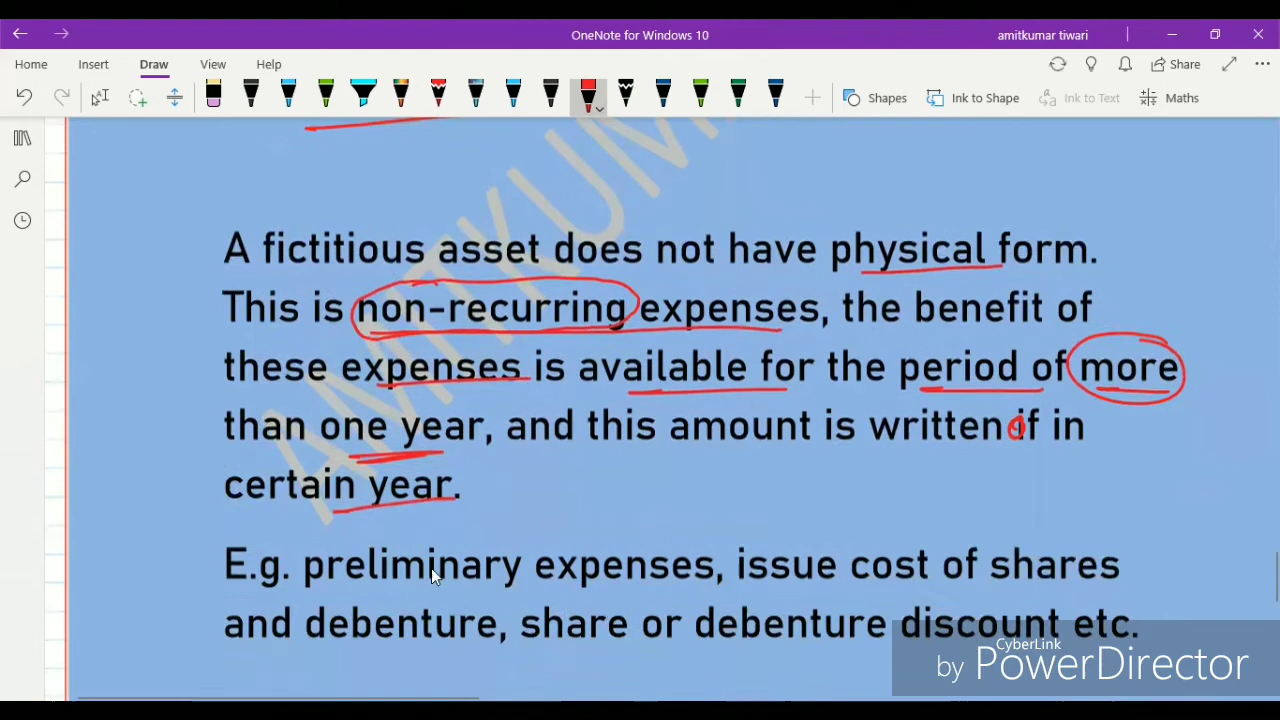 OneNote for Windows 10
amitkumar tiwari
Home Insert Draw View Help
Share
Shapes Ink to Shape Ink to Text Maths
AMITKUM
A fictitious asset does not have physical form.
This is non-recurring expenses, the benefit of
these expenses is available for the period of more
than one year, and this amount is written of in
certain year.
E.g. preliminary expenses, issue cost of shares
and debenture, share or debenture discount etc.
CyberLink
by PowerDirector